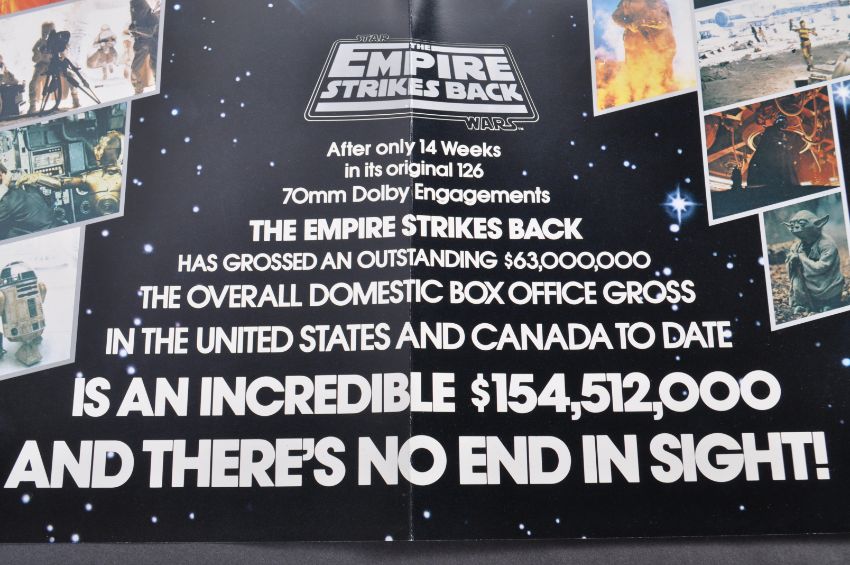 STAR
THE
EMPIRE
STRIKES BACK
WARS™
After only 14 Weeks
in its original 126
70mm Dolby Engagements
THE EMPIRE STRIKES BACK
HAS GROSSED AN OUTSTANDING $63,000,000
THE OVERALL DOMESTIC BOX OFFICE GROSS
IN THE UNITED STATES AND CANADA TO DATE
IS AN INCREDIBLE $154,512,000
AND THERE'S NO END IN SIGHT!